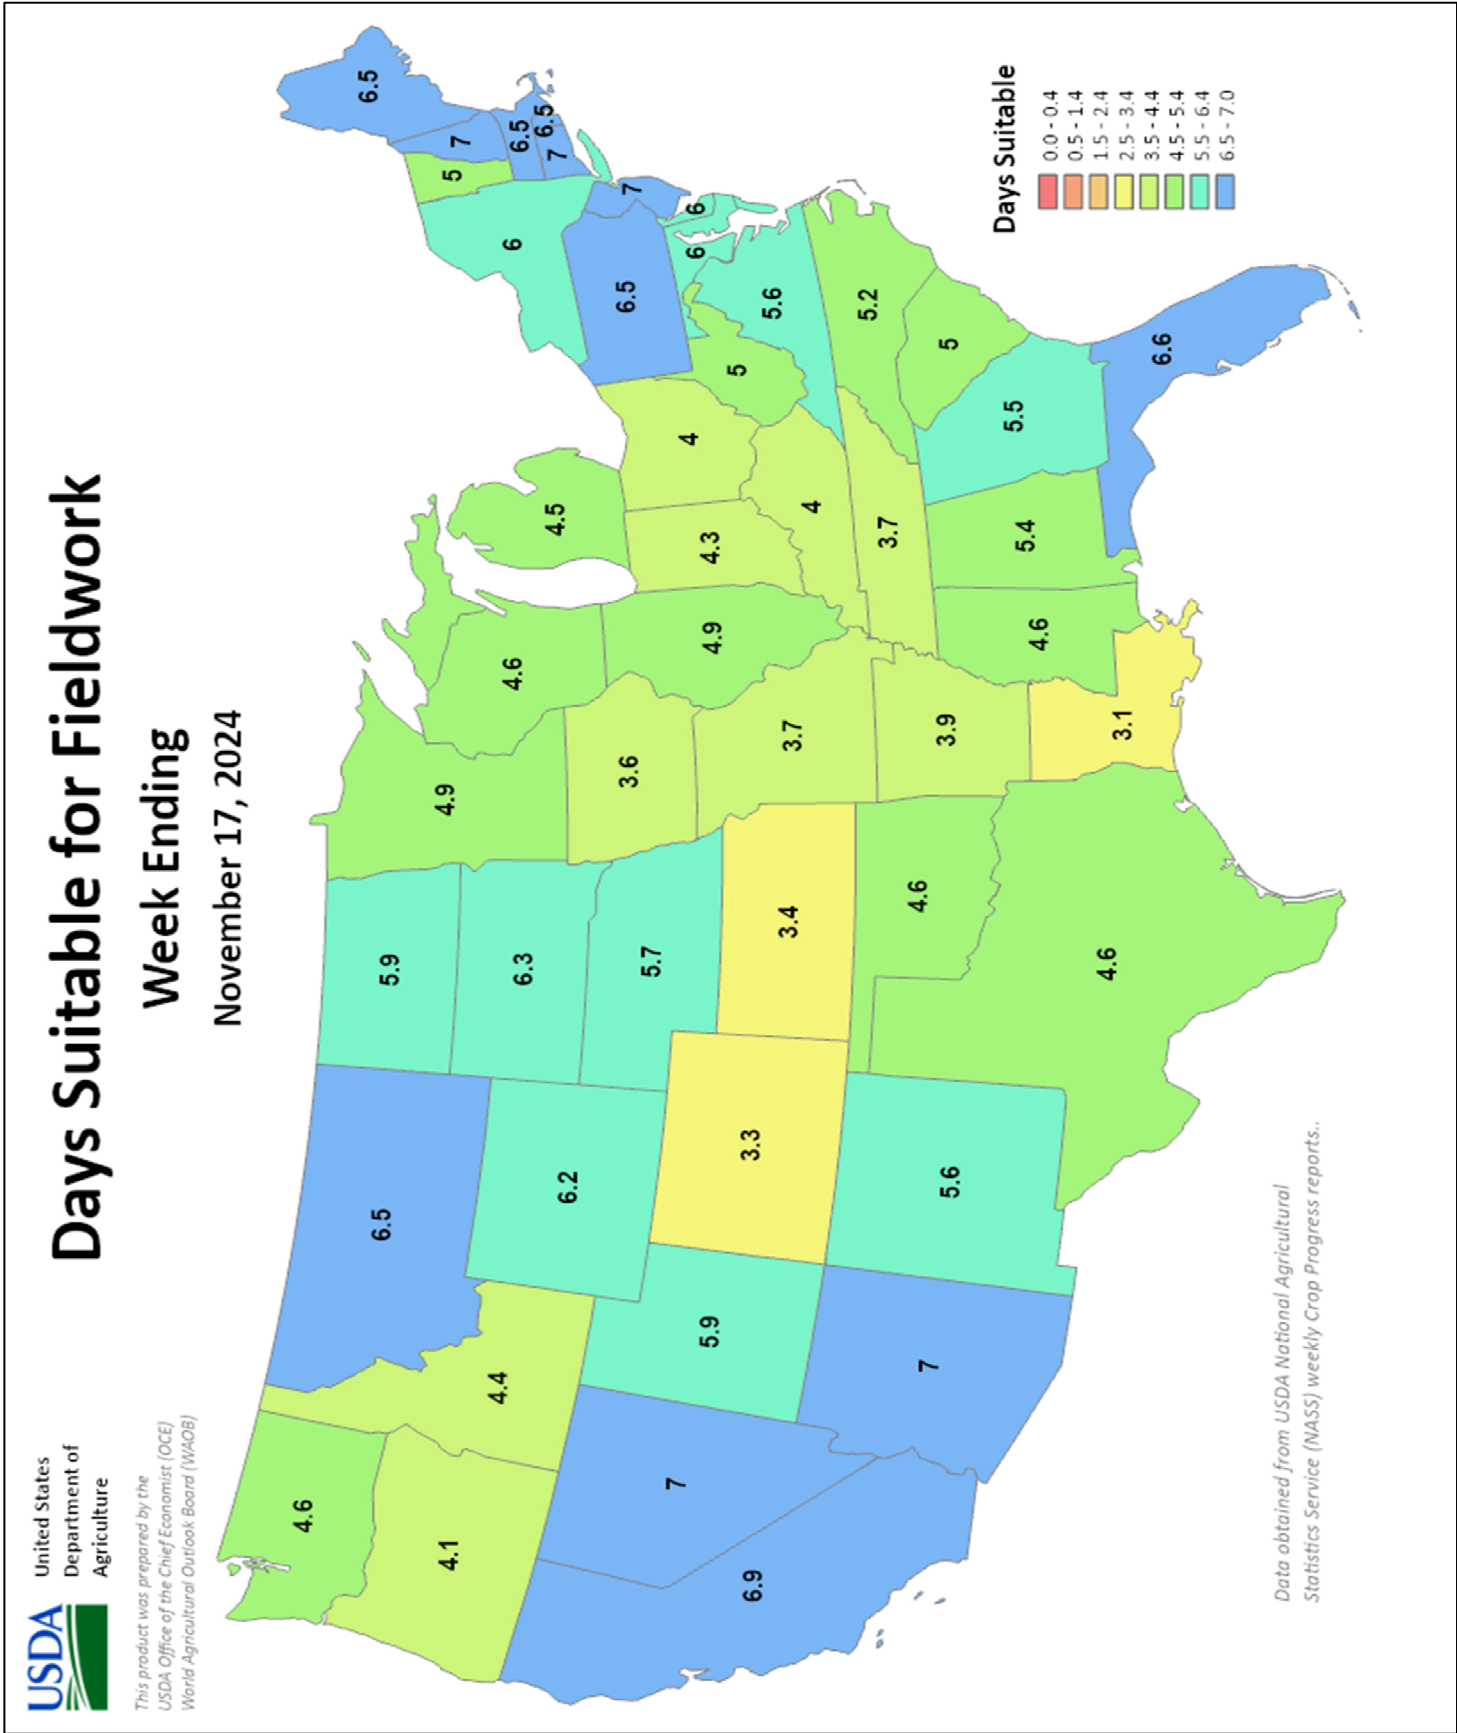 USDA
United States
Department of
Agriculture
Days Suitable for Fieldwork
Week Ending
November 17, 2024
This product was prepared by the
USDA Office of the Chief Economist (OCE)
World Agricultural Outlook Board (WAOB)
4.6
4.1
4.4
6.5
6.9
7
5.9
7
6.2
3.3
5.6
5.9
6.3
5.7
3.4
4.6
4.6
4.9
3.6
3.7
3.9
3.1
4.6
4.9
4.6
4.5
4.3
4
4
3.7
5.4
5.5
6.6
5
5.2
5.6
5
6
6
6.5
7
6
5
7
6.5
6.5
7
6.5
Days Suitable
0.0 - 0.4
0.5 - 1.4
1.5 - 2.4
2.5 - 3.4
3.5 - 4.4
4.5 - 5.4
5.5 - 6.4
6.5 - 7.0
Data obtained from USDA National Agricultural
Statistics Service (NASS) weekly Crop Progress reports..